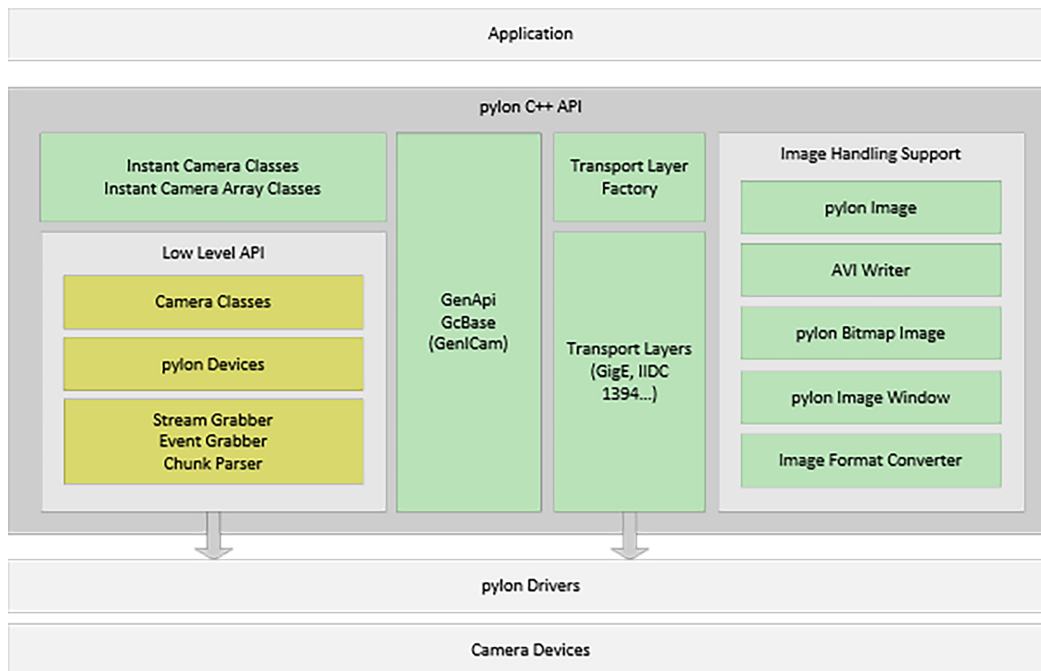 Application
pylon C++ API
Instant Camera Classes
Instant Camera Array Classes
Low Level API
Camera Classes
pylon Devices
Stream Grabber
Event Grabber
Chunk Parser
GenApi
GcBase
(GenICam)
Transport Layer
Factory
Transport Layers
(GigE, IIDC
1394...)
Image Handling Support
pylon Image
AVI Writer
pylon Bitmap Image
pylon Image Window
Image Format Converter
pylon Drivers
Camera Devices